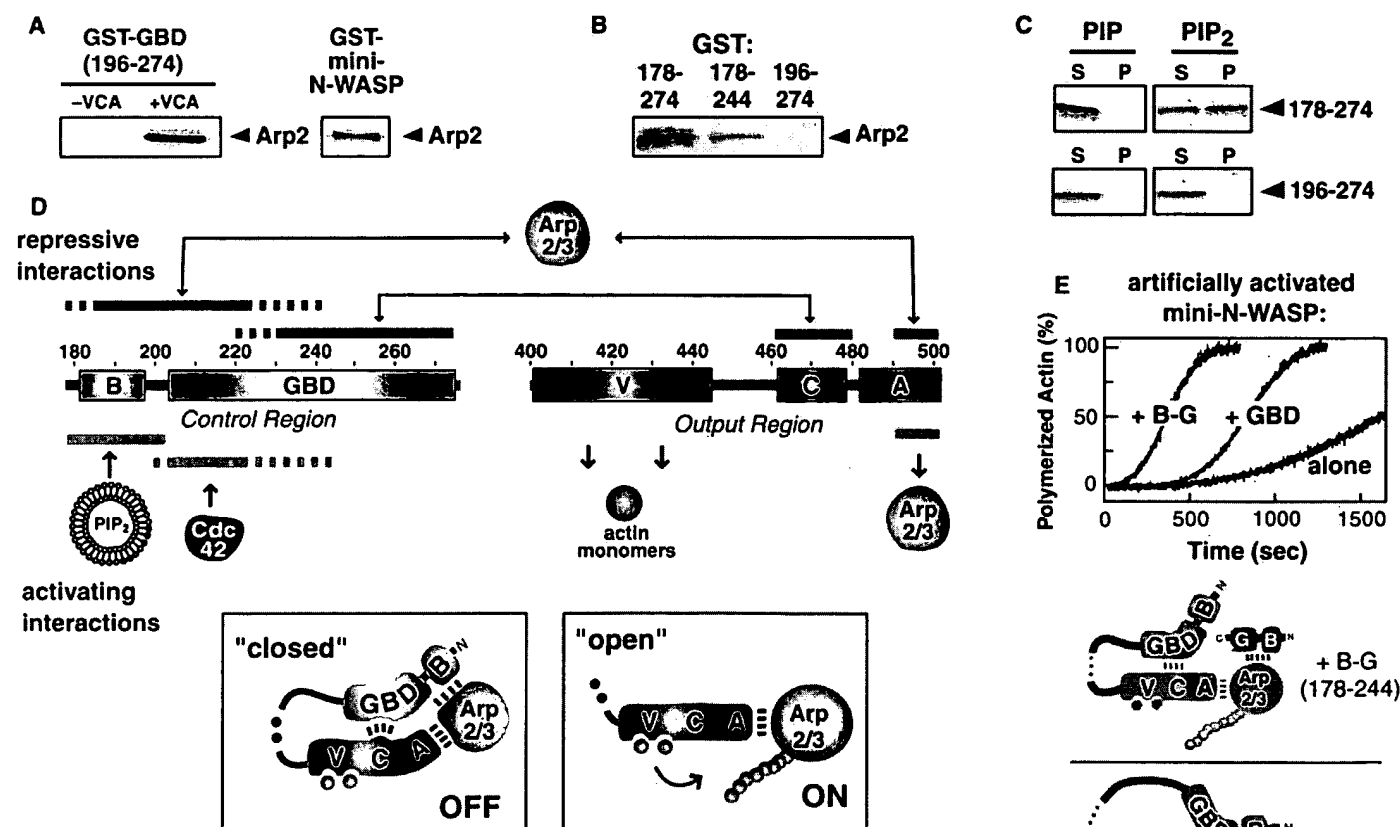 A
GST-GBD
(196-274)
–VCA +VCA
Arp2
GST-
mini-
N-WASP
Arp2
B
GST:
178- 178- 196-
274 244 274
Arp2
C
PIP PIP2
S P S P
178-274
S P S P
196-274
D
repressive
interactions
Arp
2/3
180 200 220 240 260
400 420 440 460 480 500
B GBD
V C A
Control Region
Output Region
PIP2
Cdc
42
actin
monomers
Arp
2/3
activating
interactions
"closed"
B N
GBD
Arp
2/3
V C A
OFF
"open"
V C A
Arp
2/3
ON
E
artificially activated
mini-N-WASP:
Polymerized Actin (%)
100
50
0
+ B-G
+ GBD
alone
0 500 1000 1500
Time (sec)
B N
GBD
C G B N
V C A
Arp
2/3
+ B-G
(178-244)